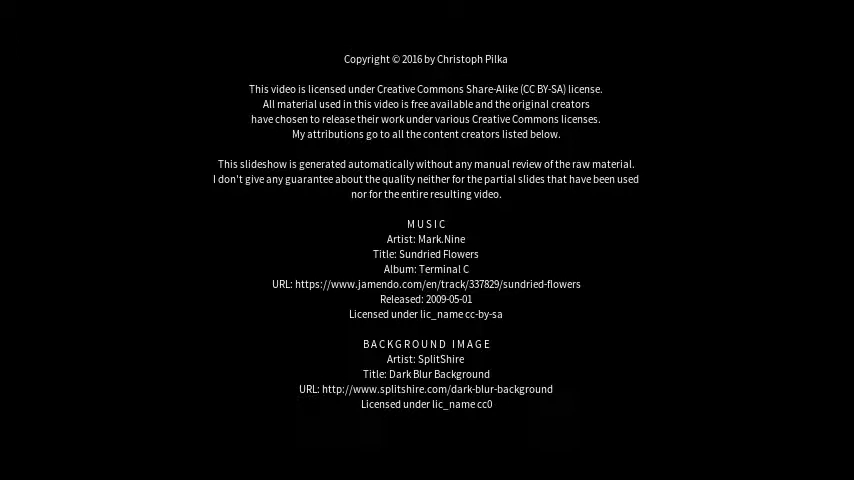 Copyright © 2016 by Christoph Pilka
This video is licensed under Creative Commons Share-Alike (CC BY-SA) license.
All material used in this video is free available and the original creators
have chosen to release their work under various Creative Commons licenses.
My attributions go to all the content creators listed below.
This slideshow is generated automatically without any manual review of the raw material.
I don't give any guarantee about the quality neither for the partial slides that have been used
nor for the entire resulting video.
MUSIC
Artist: Mark.Nine
Title: Sundried Flowers
Album: Terminal C
URL: https://www.jamendo.com/en/track/337829/sundried-flowers
Released: 2009-05-01
Licensed under lic_name cc-by-sa
BACKGROUND IMAGE
Artist: SplitShire
Title: Dark Blur Background
URL: http://www.splitshire.com/dark-blur-background
Licensed under lic_name cc0